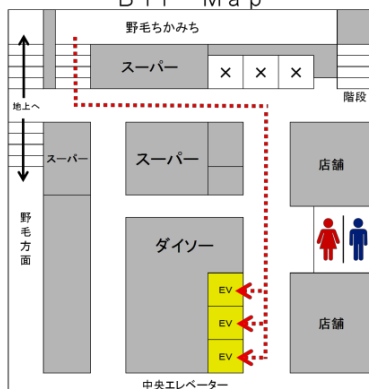 B1F Map
野毛ちかみち
スーパー
× × ×
地上へ
階段
スーパー
スーパー
店舗
野毛方面
ダイソー
EV
EV
店舗
EV
中央エレベーター